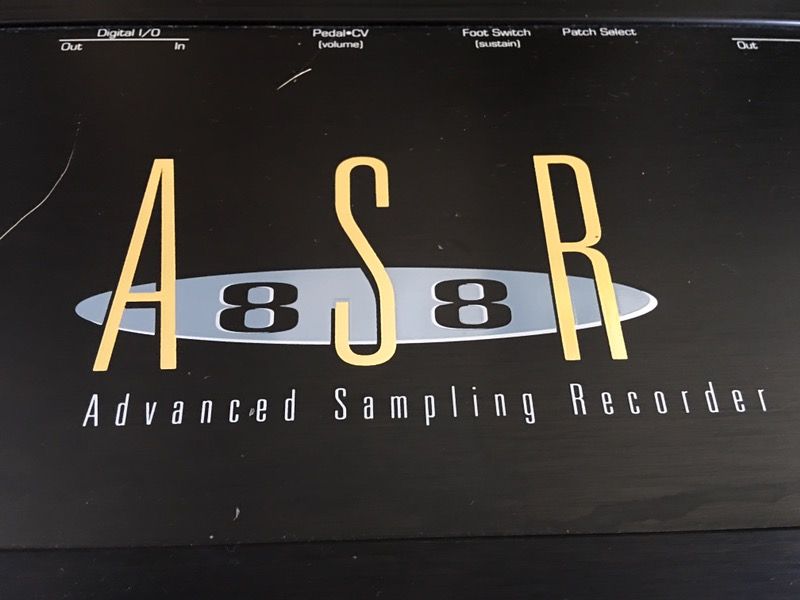 Digital I/O
Out In
Pedal•CV
(volume)
Foot Switch
(sustain)
Patch Select
Out
ASR
88
Advanced Sampling Recorder